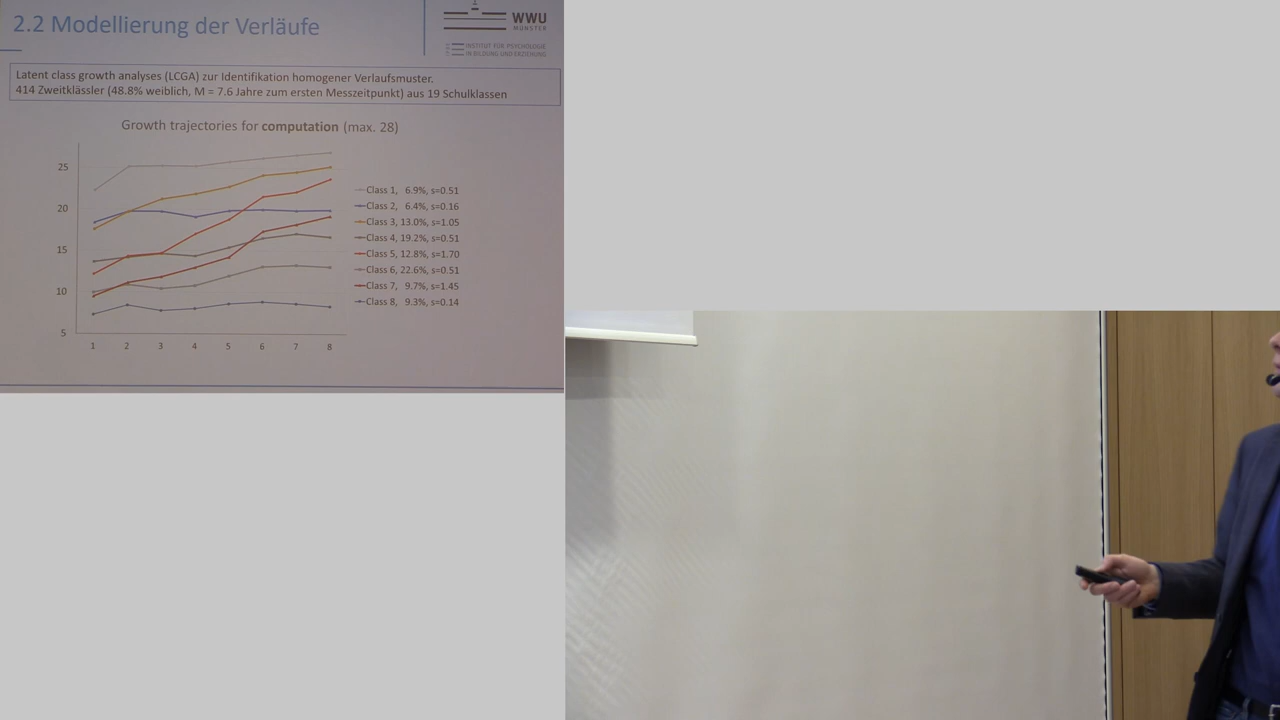 2.2 Modellierung der Verläufe
WWU
MÜNSTER
INSTITUT FÜR PSYCHOLOGIE
IN BILDUNG UND ERZIEHUNG
Latent class growth analyses (LCGA) zur Identifikation homogener Verlaufsmuster.
414 Zweitklässler (48.8% weiblich, M = 7.6 Jahre zum ersten Messzeitpunkt) aus 19 Schulklassen
Growth trajectories for computation (max. 28)
25
20
15
10
5
1 2 3 4 5 6 7 8
Class 1, 6.9%, s=0.51
Class 2, 6.4%, s=0.16
Class 3, 13.0%, s=1.05
Class 4, 19.2%, s=0.51
Class 5, 12.8%, s=1.70
Class 6, 22.6%, s=0.51
Class 7, 9.7%, s=1.45
Class 8, 9.3%, s=0.14